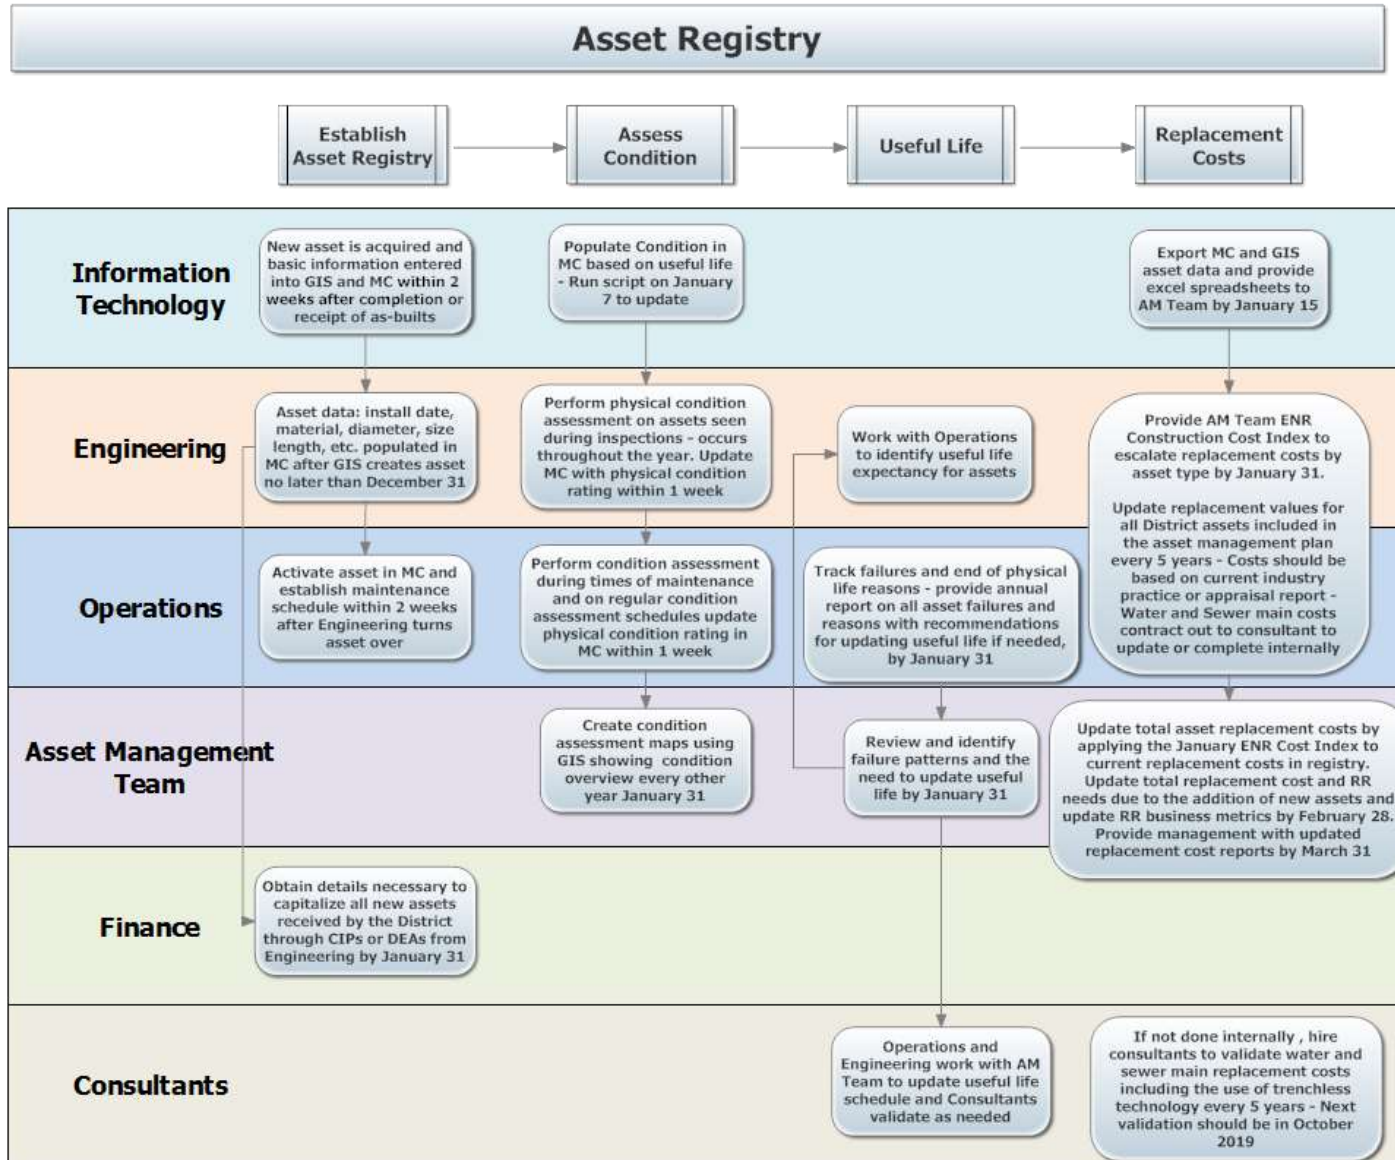 Asset Registry
Establish
Asset Registry
Assess
Condition
Useful Life
Replacement
Costs
Information
Technology
New asset is acquired and
basic information entered
into GIS and MC within 2
weeks after completion or
receipt of as-builts
Populate Condition in
MC based on useful life
- Run script on January
7 to update
Export MC and GIS
asset data and provide
excel spreadsheets to
AM Team by January 15
Engineering
Asset data: install date,
material, diameter, size
length, etc. populated in
MC after GIS creates asset
no later than December 31
Perform physical condition
assessment on assets seen
during inspections - occurs
throughout the year. Update
MC with physical condition
rating within 1 week
Work with Operations
to identify useful life
expectancy for assets
Provide AM Team ENR
Construction Cost Index to
escalate replacement costs by
asset type by January 31.
Update replacement values for
all District assets included in
the asset management plan
every 5 years - Costs should be
based on current industry
practice or appraisal report -
Water and Sewer main costs
contract out to consultant to
update or complete internally
Operations
Activate asset in MC and
establish maintenance
schedule within 2 weeks
after Engineering turns
asset over
Perform condition assessment
during times of maintenance
and on regular condition
assessment schedules update
physical condition rating in
MC within 1 week
Track failures and end of physical
life reasons - provide annual
report on all asset failures and
reasons with recommendations
for updating useful life if needed,
by January 31
Asset Management
Team
Create condition
assessment maps using
GIS showing condition
overview every other
year January 31
Review and identify
failure patterns and the
need to update useful
life by January 31
Update total asset replacement costs by
applying the January ENR Cost Index to
current replacement costs in registry.
Update total replacement cost and RR
needs due to the addition of new assets and
update RR business metrics by February 28.
Provide management with updated
replacement cost reports by March 31
Finance
Obtain details necessary to
capitalize all new assets
received by the District
through CIPs or DEAs from
Engineering by January 31
Consultants
Operations and
Engineering work with AM
Team to update useful life
schedule and Consultants
validate as needed
If not done internally , hire
consultants to validate water and
sewer main replacement costs
including the use of trenchless
technology every 5 years - Next
validation should be in October
2019